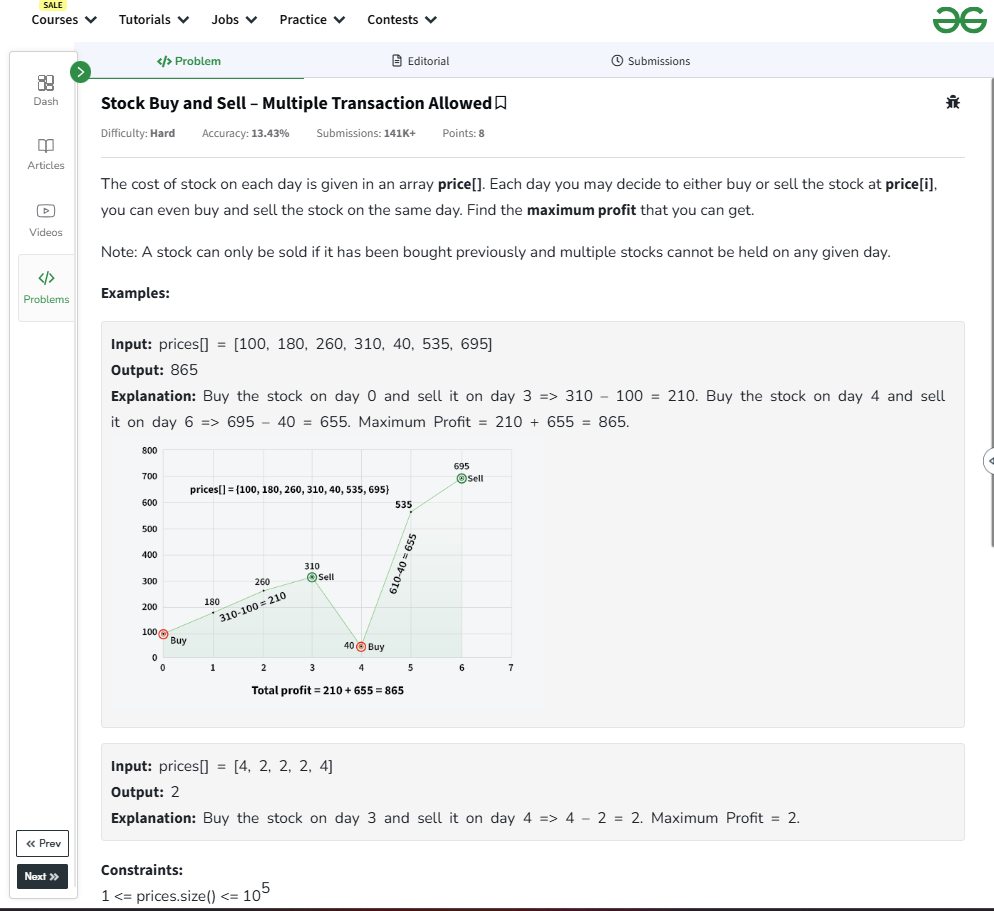 SALE
Courses Tutorials Jobs Practice Contests
Problem Editorial Submissions
Dash
Articles
Videos
Problems
Prev
Next
Stock Buy and Sell – Multiple Transaction Allowed
Difficulty: Hard Accuracy: 13.43% Submissions: 141K+ Points: 8
The cost of stock on each day is given in an array price[]. Each day you may decide to either buy or sell the stock at price[i],
you can even buy and sell the stock on the same day. Find the maximum profit that you can get.
Note: A stock can only be sold if it has been bought previously and multiple stocks cannot be held on any given day.
Examples:
Input: prices[] = [100, 180, 260, 310, 40, 535, 695]
Output: 865
Explanation: Buy the stock on day 0 and sell it on day 3 => 310 – 100 = 210. Buy the stock on day 4 and sell
it on day 6 => 695 – 40 = 655. Maximum Profit = 210 + 655 = 865.
800
700
600
500
400
300
200
100
0
prices[] = {100, 180, 260, 310, 40, 535, 695}
Buy
180
260
310
Sell
310-100 = 210
40
Buy
610-40 = 655
535
695
Sell
0 1 2 3 4 5 6 7
Total profit = 210 + 655 = 865
Input: prices[] = [4, 2, 2, 2, 4]
Output: 2
Explanation: Buy the stock on day 3 and sell it on day 4 => 4 – 2 = 2. Maximum Profit = 2.
Constraints:
1 <= prices.size() <= 10^5